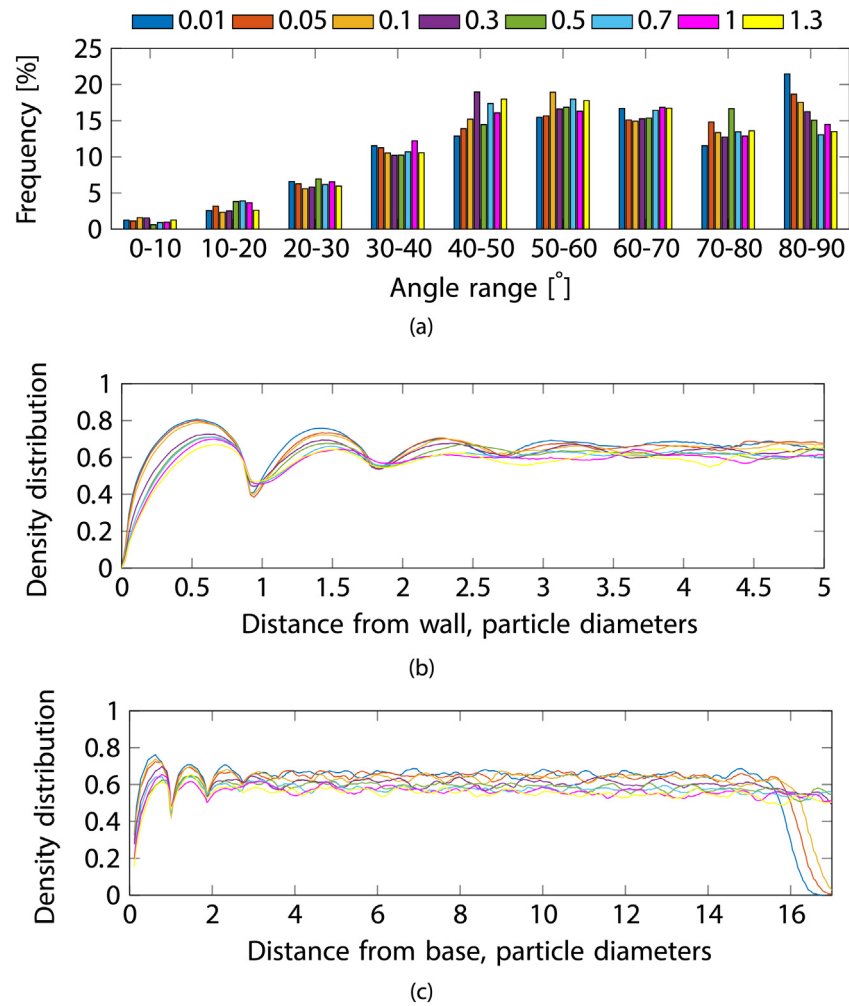 0.01 0.05 0.1 0.3 0.5 0.7 1 1.3
Frequency [%]
25
20
15
10
5
0
0-10 10-20 20-30 30-40 40-50 50-60 60-70 70-80 80-90
Angle range [°]
(a)
Density distribution
1
0.8
0.6
0.4
0.2
0
0 0.5 1 1.5 2 2.5 3 3.5 4 4.5 5
Distance from wall, particle diameters
(b)
Density distribution
1
0.8
0.6
0.4
0.2
0
0 2 4 6 8 10 12 14 16
Distance from base, particle diameters
(c)